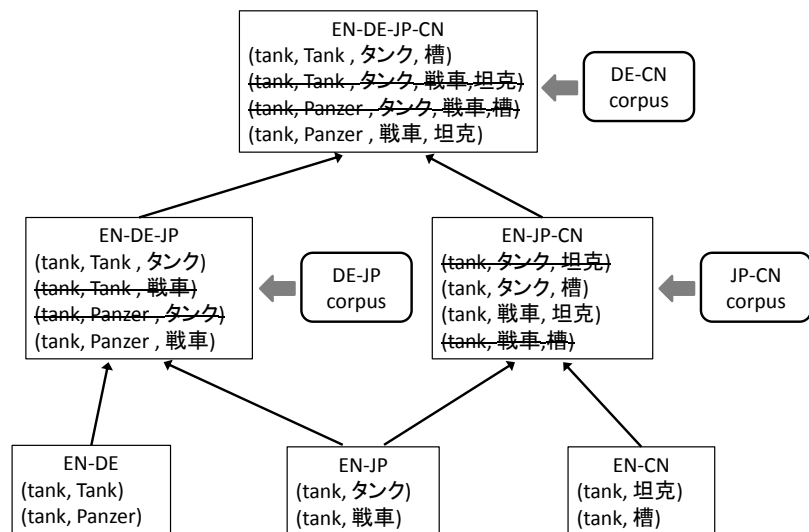 EN-DE-JP-CN
(tank, Tank , タンク, 槽)
(tank, Tank , タンク, 戦車,坦克)
(tank, Panzer , タンク, 戦車,槽)
(tank, Panzer , 戦車, 坦克)
DE-CN
corpus
EN-DE-JP
(tank, Tank , タンク)
(tank, Tank , 戦車)
(tank, Panzer , タンク)
(tank, Panzer , 戦車)
DE-JP
corpus
EN-JP-CN
(tank, タンク, 坦克)
(tank, タンク, 槽)
(tank, 戦車, 坦克)
(tank, 戦車,槽)
JP-CN
corpus
EN-DE
(tank, Tank)
(tank, Panzer)
EN-JP
(tank, タンク)
(tank, 戦車)
EN-CN
(tank, 坦克)
(tank, 槽)